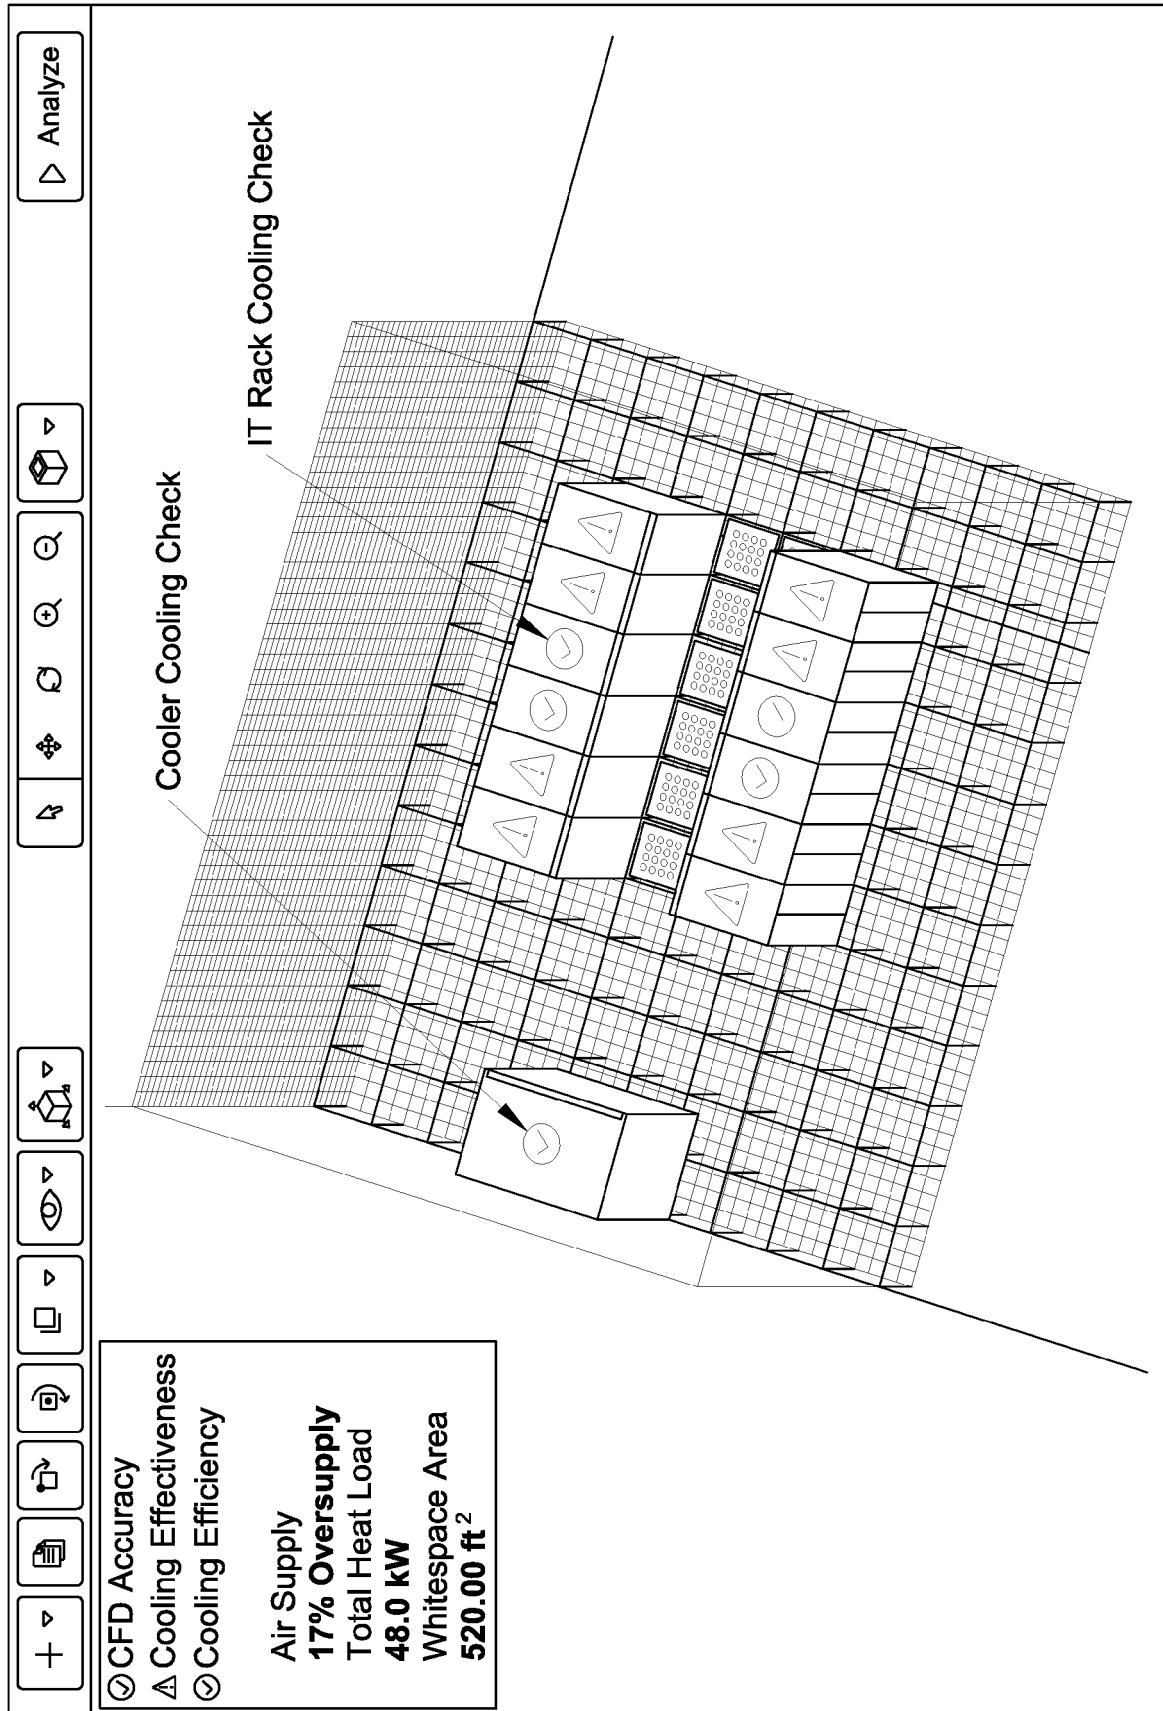 Analyze
CFD Accuracy
Cooling Effectiveness
Cooling Efficiency
Air Supply
17% Oversupply
Total Heat Load
48.0 kW
Whitespace Area
520.00 ft²
Cooler Cooling Check
IT Rack Cooling Check